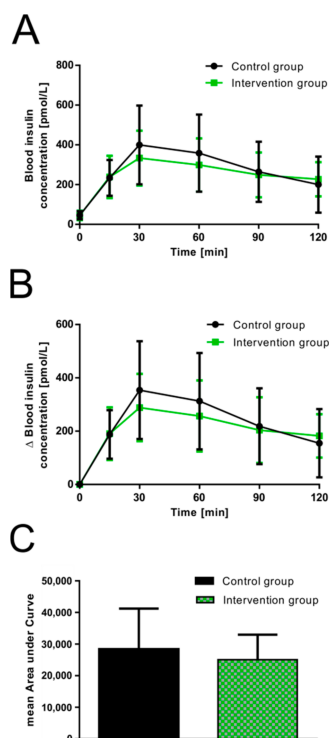 A
Blood insulin
concentration [pmol/L]
800
600
400
200
0
Control group
Intervention group
0
15
30
60
90
120
Time [min]
B
Δ Blood insulin
concentration [pmol/L]
600
400
200
0
Control group
Intervention group
0
15
30
60
90
120
Time [min]
C
mean Area under Curve
50,000
40,000
30,000
20,000
10,000
0
Control group
Intervention group